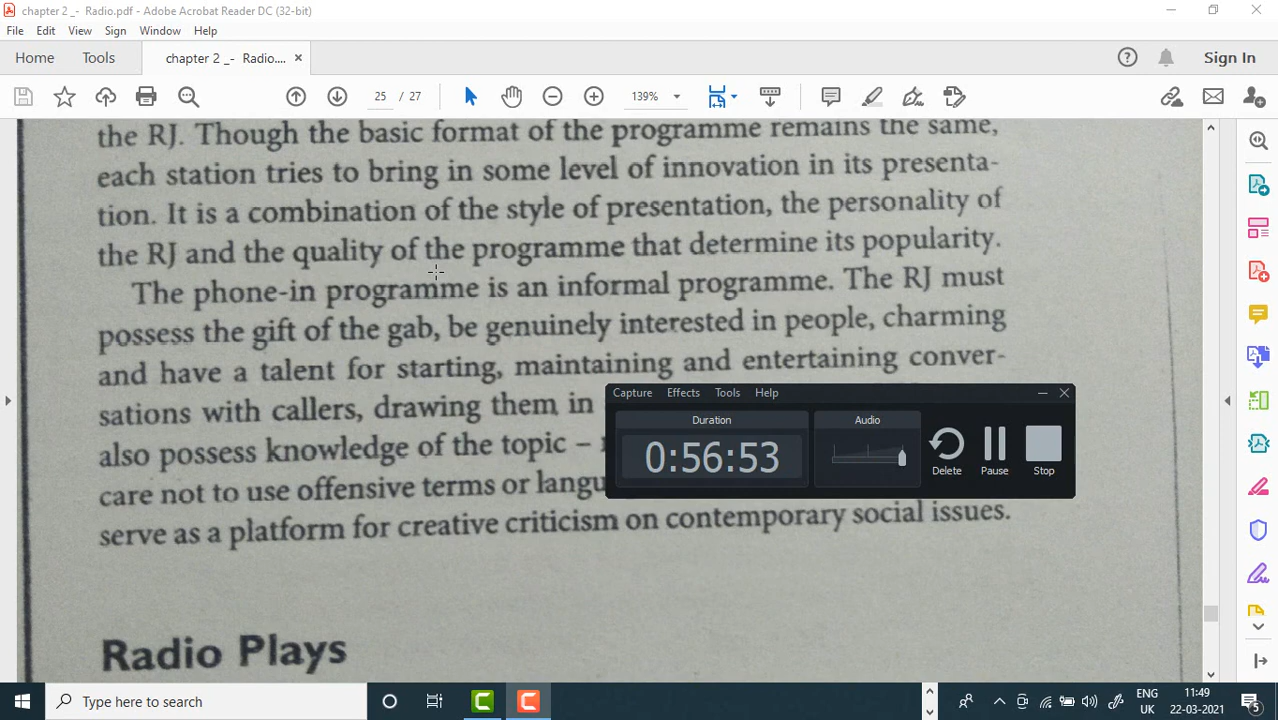 chapter 2 _- Radio.pdf - Adobe Acrobat Reader DC (32-bit)
File Edit View Sign Window Help
Home Tools chapter 2 _- Radio.... × Sign In
25 / 27 139%
the RJ. Though the basic format of the programme remains the same,
each station tries to bring in some level of innovation in its presenta-
tion. It is a combination of the style of presentation, the personality of
the RJ and the quality of the programme that determine its popularity.
The phone-in programme is an informal programme. The RJ must
possess the gift of the gab, be genuinely interested in people, charming
and have a talent for starting, maintaining and entertaining conver-
sations with callers, drawing them in
also possess knowledge of the topic –
care not to use offensive terms or langu
serve as a platform for creative criticism on contemporary social issues.
Radio Plays
Capture Effects Tools Help
Duration Audio
0:56:53
Delete Pause Stop
Type here to search
ENG 11:49
UK 22-03-2021 5